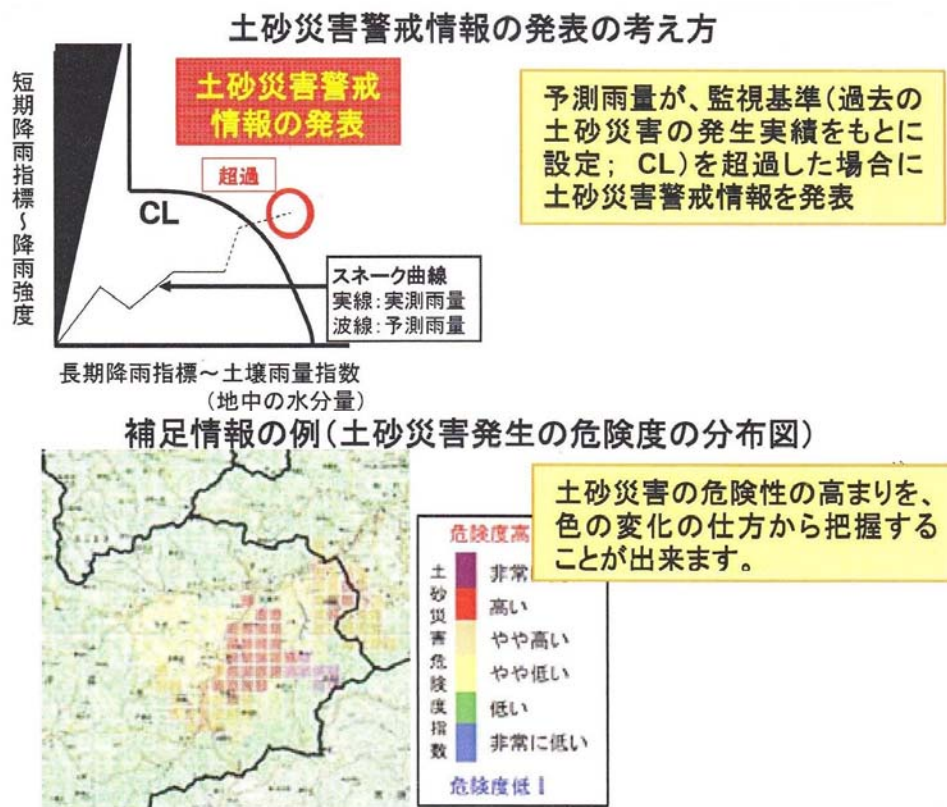 土砂災害警戒情報の発表の考え方
短期降雨指標～降雨強度
土砂災害警戒
情報の発表
超過
CL
スネーク曲線
実線：実測雨量
波線：予測雨量
長期降雨指標～土壌雨量指数
（地中の水分量）
予測雨量が、監視基準（過去の
土砂災害の発生実績をもとに
設定； CL）を超過した場合に
土砂災害警戒情報を発表
補足情報の例（土砂災害発生の危険度の分布図）
土砂災害の危険性の高まりを、
色の変化の仕方から把握する
ことが出来ます。
危険度高
土砂災害危険度指数
非常
高い
やや高い
やや低い
低い
非常に低い
危険度低